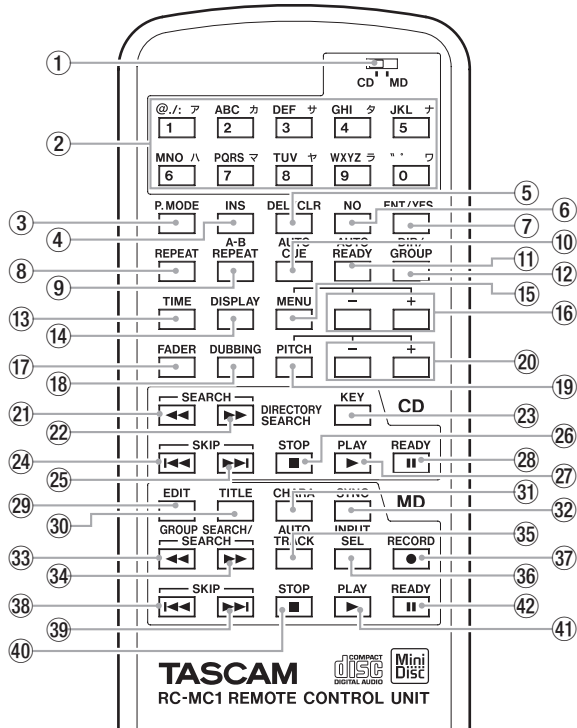 ①
CD MD
②
@./: ア ABC カ DEF サ GHI タ JKL ナ
1 2 3 4 5
MNO ハ PQRS マ TUV ヤ WXYZ ラ ﾞ ﾟ ワ
6 7 8 9 0
③ ④ ⑤ ⑥ ⑦
P.MODE INS DEL/CLR NO ENT/YES
⑧ ⑨ ⑩ ⑪ ⑫
REPEAT A-B REPEAT AUTO CUE AUTO READY DIR/GROUP
⑬ ⑭ ⑮ ⑯
TIME DISPLAY MENU − +
⑰ ⑱ ⑲ ⑳
FADER DUBBING PITCH − +
㉑ ㉒ ㉓
SEARCH DIRECTORY SEARCH KEY CD
㉔ ㉕ ㉖ ㉗ ㉘
SKIP STOP PLAY READY
㉙ ㉚ ㉛ ㉜
EDIT TITLE CHARA SYNC MD
㉝ ㉞ ㉟ ㊱ ㊲
GROUP SEARCH/ SEARCH AUTO TRACK INPUT SEL RECORD
㊳ ㊴ ㊵ ㊶ ㊷
SKIP STOP PLAY READY
TASCAM
COMPACT disc DIGITAL AUDIO
Mini Disc
RC-MC1 REMOTE CONTROL UNIT